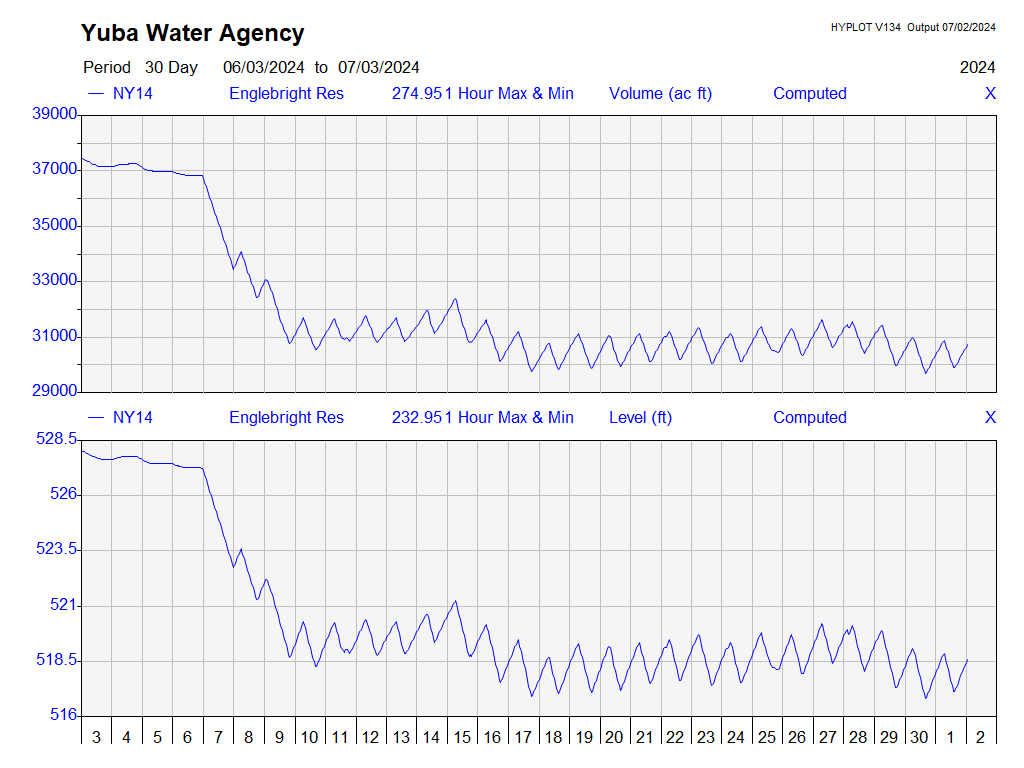 Yuba Water Agency
HYPLOT V134 Output 07/02/2024
Period 30 Day 06/03/2024 to 07/03/2024
2024
NY14 Englebright Res 274.951 Hour Max & Min Volume (ac ft) Computed X
39000
37000
35000
33000
31000
29000
NY14 Englebright Res 232.951 Hour Max & Min Level (ft) Computed X
528.5
526
523.5
521
518.5
516
3 4 5 6 7 8 9 10 11 12 13 14 15 16 17 18 19 20 21 22 23 24 25 26 27 28 29 30 1 2